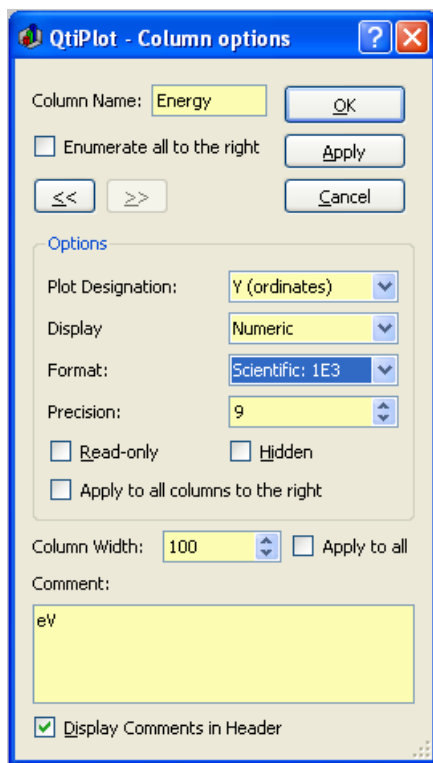 QtiPlot - Column options
Column Name: Energy
OK
Enumerate all to the right
Apply
<< >>
Cancel
Options
Plot Designation: Y (ordinates)
Display Numeric
Format: Scientific: 1E3
Precision: 9
Read-only Hidden
Apply to all columns to the right
Column Width: 100 Apply to all
Comment:
eV
Display Comments in Header